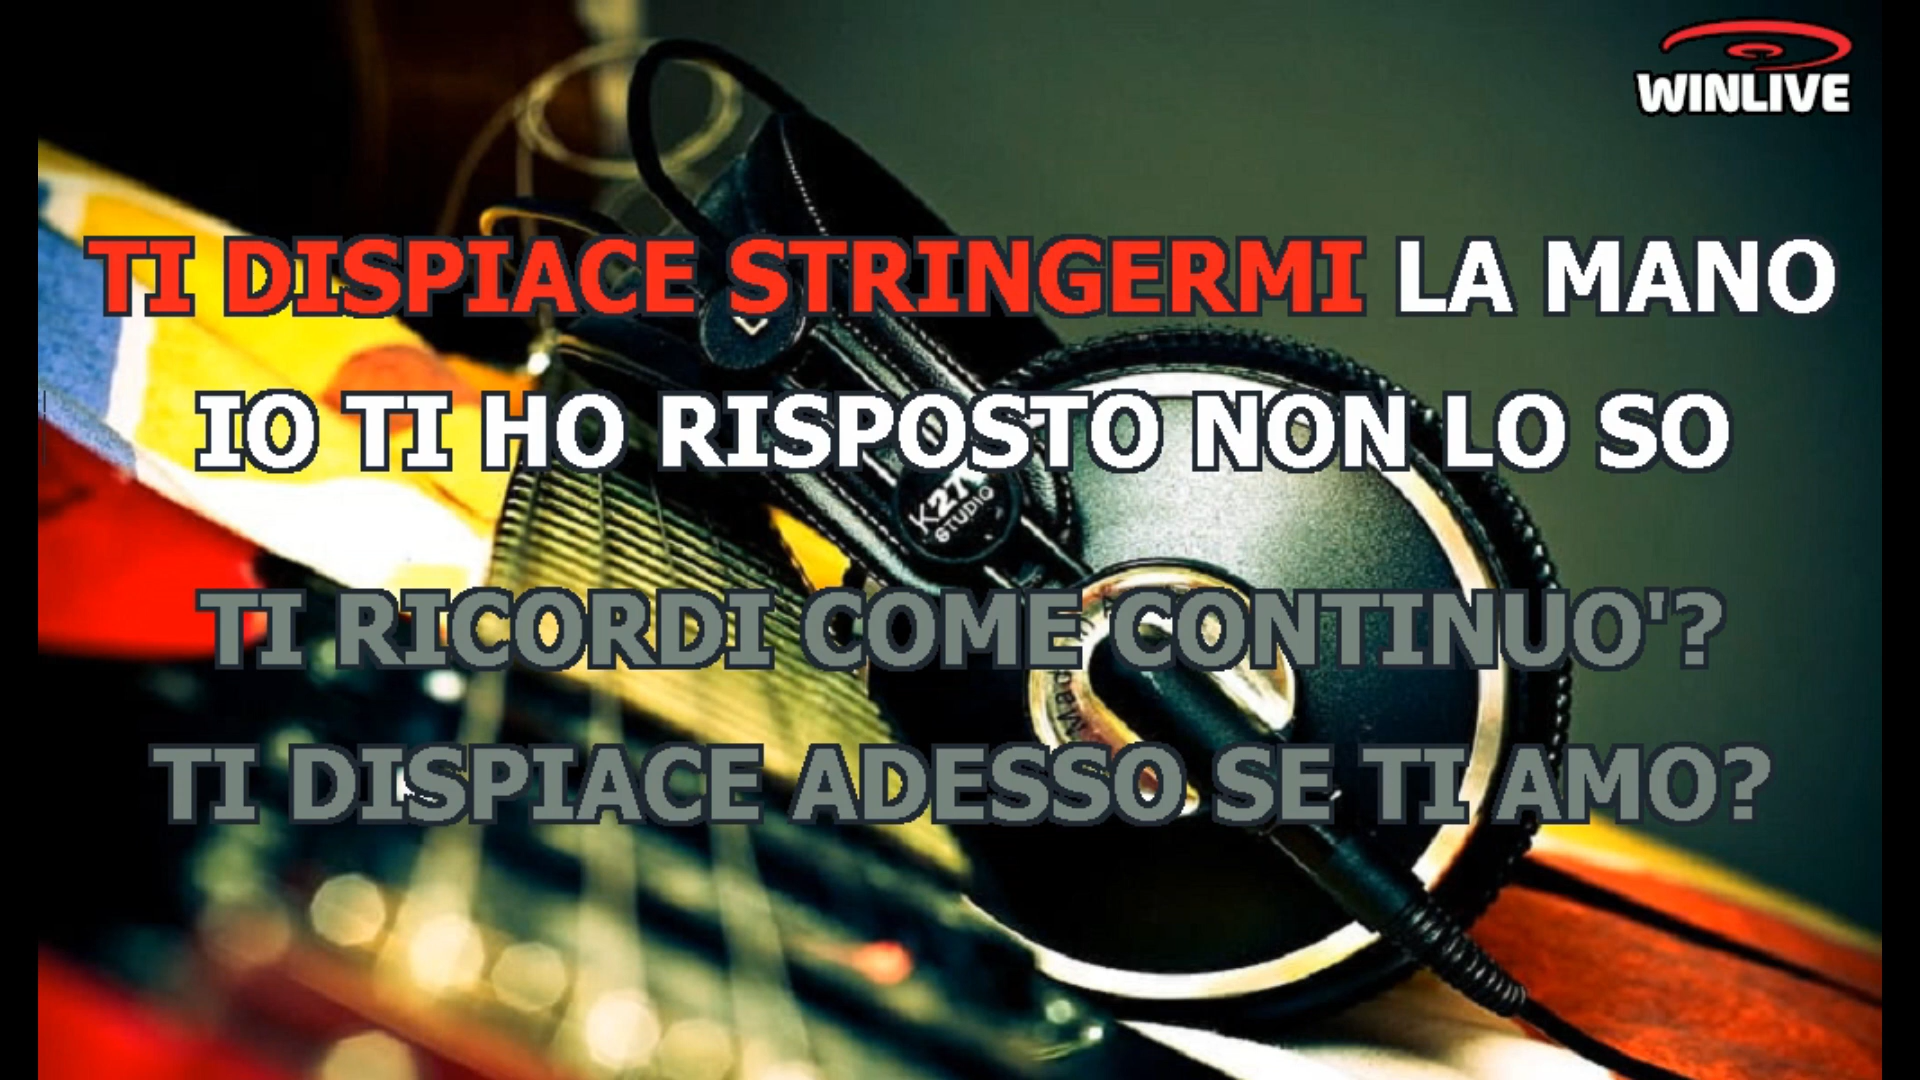 WINLIVE
TI DISPIACE STRINGERMI LA MANO
IO TI HO RISPOSTO NON LO SO
K27
STUDIO
TI RICORDI COME CONTINUO'?
TI DISPIACE ADESSO SE TI AMO?